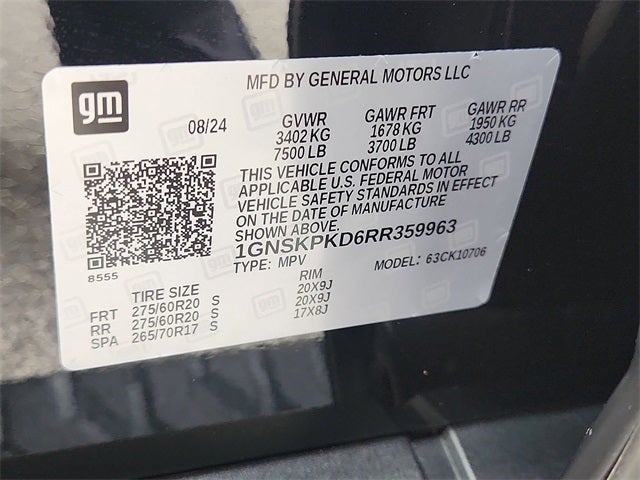 gm
MFD BY GENERAL MOTORS LLC
08/24 GVWR GAWR FRT GAWR RR
3402 KG 1678 KG 1950 KG
7500 LB 3700 LB 4300 LB
THIS VEHICLE CONFORMS TO ALL
APPLICABLE U.S. FEDERAL MOTOR
VEHICLE SAFETY STANDARDS IN EFFECT
ON THE DATE OF MANUFACTURE
SHOWN ABOVE.
1GNSKPKD6RR359963
8555 TYPE: MPV MODEL: 63CK10706
TIRE SIZE RIM
FRT 275/60R20 S 20X9J
RR 275/60R20 S 20X9J
SPA 265/70R17 S 17X8J